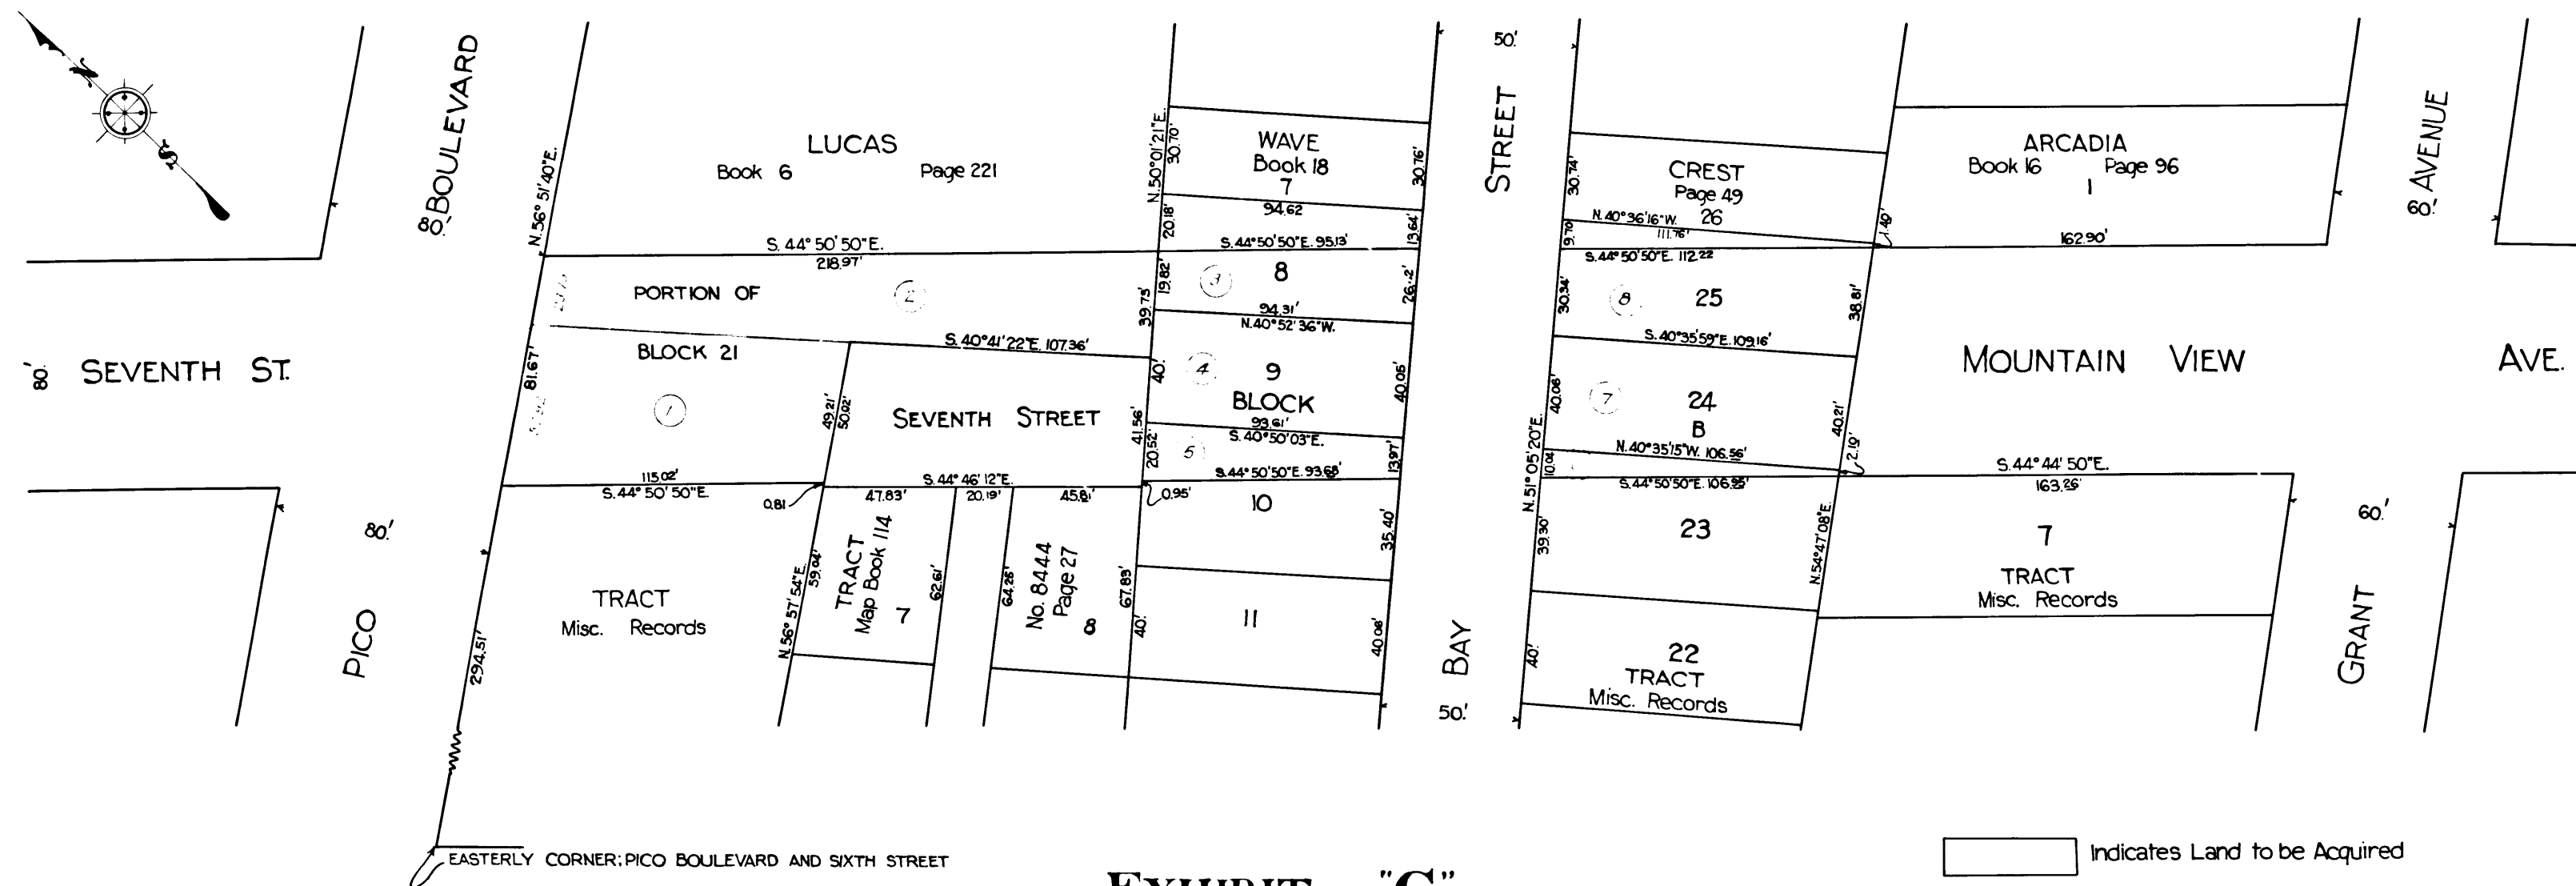 N
S
80'
BOULEVARD
N. 56° 51' 40" E.
LUCAS
Book 6 Page 221
N. 50° 01' 21" E.
30.70'
WAVE
Book 18
7
30.76'
50'
STREET
30.74'
CREST
Page 49
26
N. 40° 36' 16" W.
111.76'
1.40'
ARCADIA
Book 16 Page 96
1
60'
AVENUE
162.90'
S. 44° 50' 50" E.
218.97'
20.18'
94.62
13.64'
S. 44° 50' 50" E. 95.13'
9.70'
S. 44° 50' 50" E. 112.22
PORTION OF
2
19.82'
39.75'
3
8
94.31'
N. 40° 52' 36" W.
30.34'
8
25
38.81'
S. 40° 35' 59" E. 109.16'
80'
SEVENTH ST.
81.67'
BLOCK 21
S. 40° 41' 22" E. 107.36'
1
49.21'
50.02'
SEVENTH STREET
40'
41.56'
4
9
BLOCK
40.05'
93.61'
S. 40° 50' 03" E.
20.52'
5
13.97'
S. 44° 50' 50" E. 93.68'
40.06'
7
24
B
40.21'
N. 40° 35' 15" W. 106.56'
10.04'
2.19'
MOUNTAIN VIEW AVE.
115.02'
S. 44° 50' 50" E.
0.81
S. 44° 46' 12" E.
47.83' 20.19' 45.81'
0.95'
10
35.40'
N. 51° 05' 20" E.
S. 44° 50' 50" E. 106.95'
S. 44° 44' 50" E.
163.26'
80'
PICO
294.51'
TRACT
Misc. Records
N. 56° 57' 54" E.
59.04'
TRACT
Map Book 114
7
62.61'
64.26'
No. 8444
Page 27
8
67.83'
40'
11
40.08'
BAY
50'
39.30'
23
N. 54° 47' 08" E.
7
TRACT
Misc. Records
60'
GRANT
40'
22
TRACT
Misc. Records
EASTERLY CORNER; PICO BOULEVARD AND SIXTH STREET
Indicates Land to be Acquired
EXHIBIT "C"